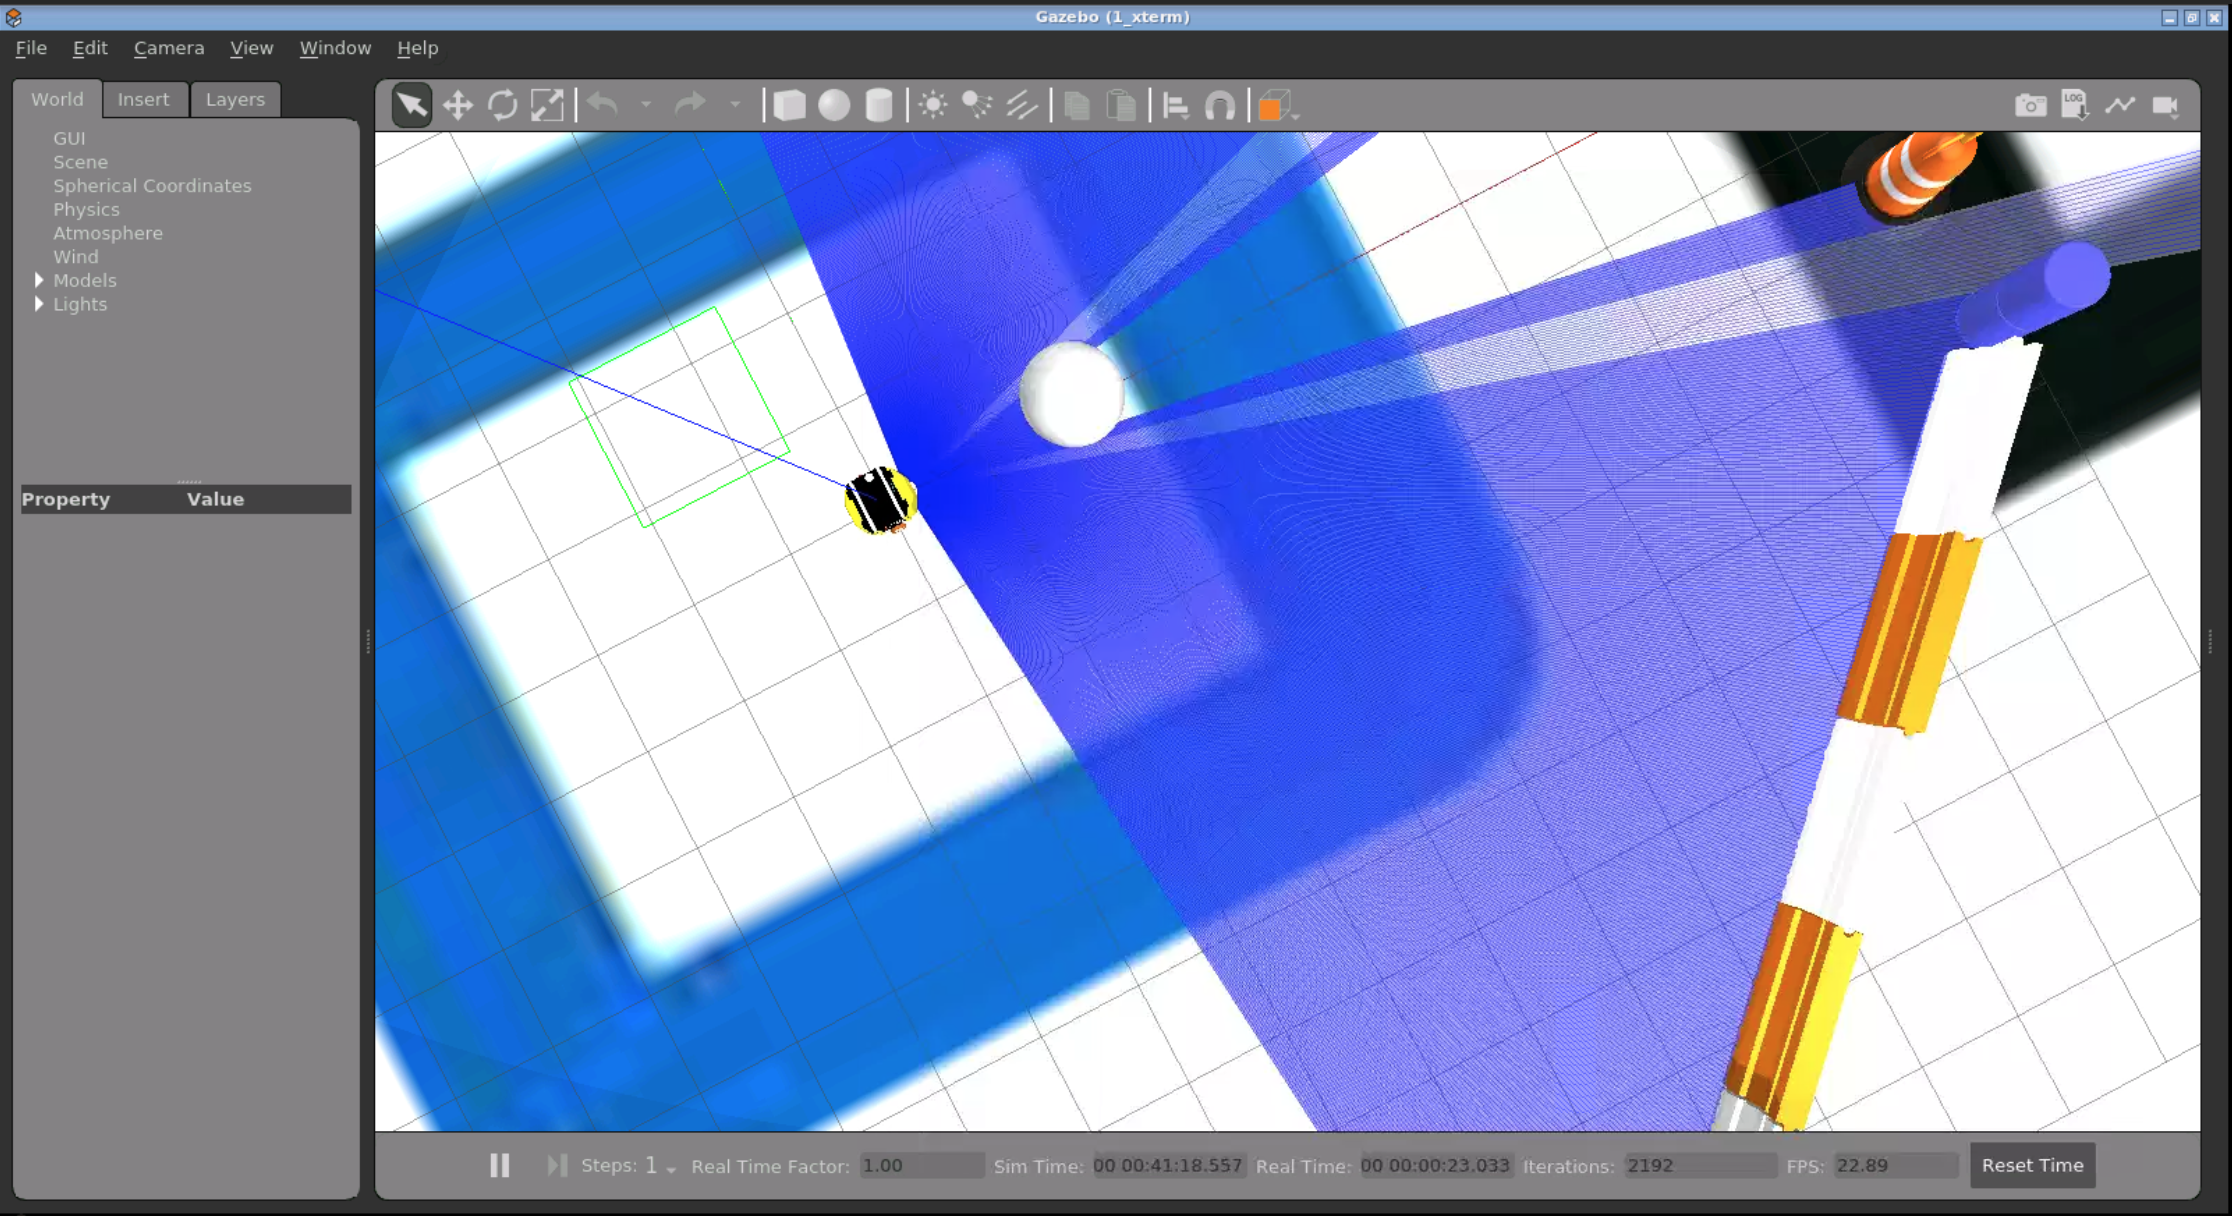 Gazebo (1_xterm)
File Edit Camera View Window Help
World Insert Layers
LOG
GUI
Scene
Spherical Coordinates
Physics
Atmosphere
Wind
Models
Lights
Property Value
Steps: 1 Real Time Factor: 1.00 Sim Time: 00 00:41:18.557 Real Time: 00 00:00:23.033 Iterations: 2192 FPS: 22.89 Reset Time